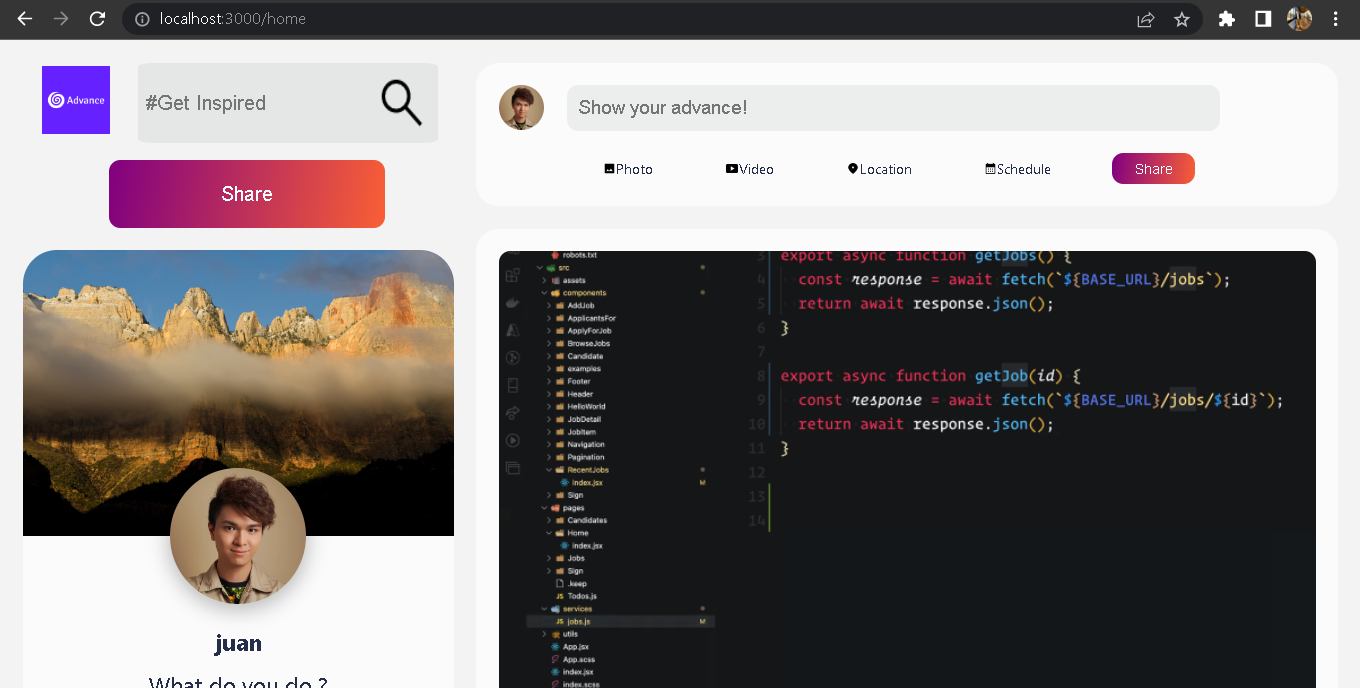 localhost:3000/home
Advance
#Get Inspired
Share
juan
What do you do ?
Show your advance!
Photo
Video
Location
Schedule
Share
robots.txt
src
assets
components
AddJob
ApplicantsFor
ApplyForJob
BrowseJobs
Candidate
examples
Footer
Header
HelloWorld
JobDetail
JobItem
Navigation
Pagination
RecentJobs
index.jsx M
Sign
pages
Candidates
Home
index.jsx
Jobs
Sign
.keep
JS Todos.js
services
JS jobs.js M
utils
App.jsx
App.scss
index.jsx
index.scss
3 export async function getJobs() {
4 const response = await fetch(`${BASE_URL}/jobs`);
5 return await response.json();
6 }
7
8 export async function getJob(id) {
9 const response = await fetch(`${BASE_URL}/jobs/${id}`);
10 return await response.json();
11 }
12
13
14